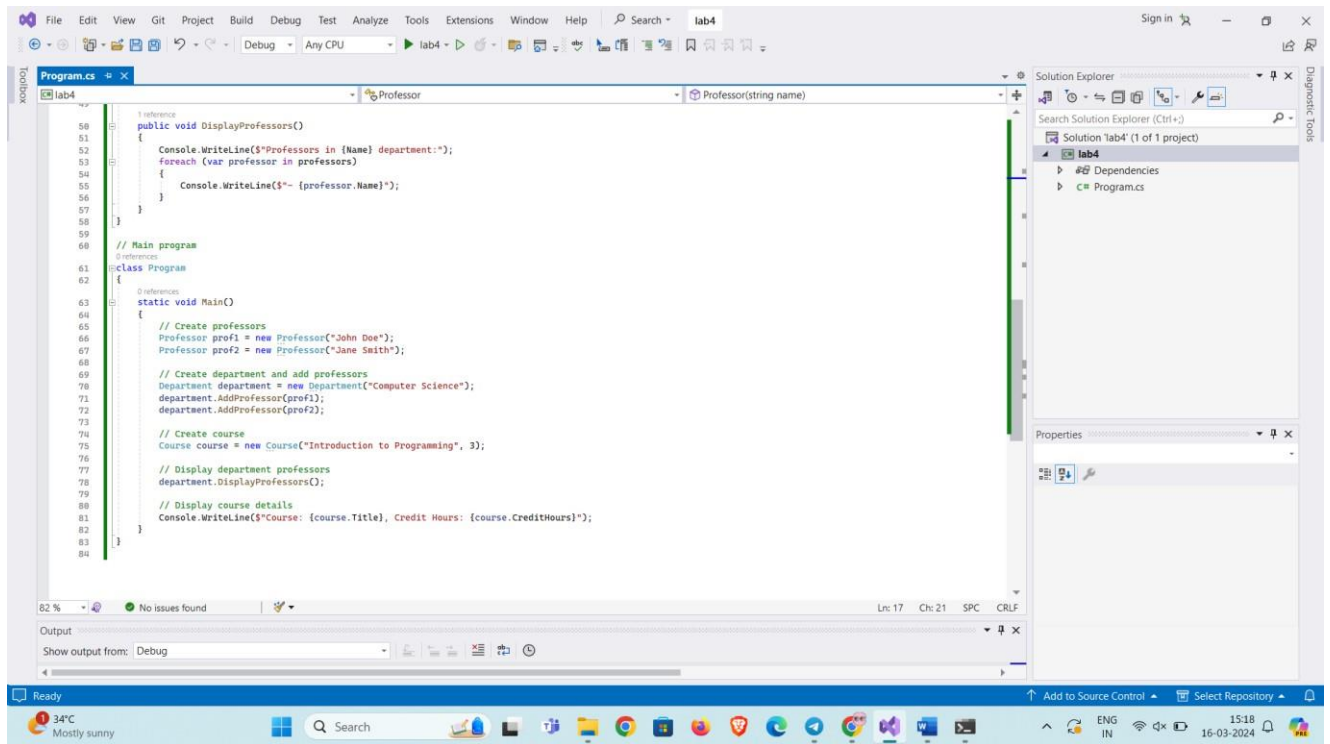 File Edit View Git Project Build Debug Test Analyze Tools Extensions Window Help Search lab4 Sign in
Debug Any CPU lab4
Toolbox
Program.cs
lab4 Professor Professor(string name)
1 reference
50 public void DisplayProfessors()
51 {
52 Console.WriteLine($"Professors in {Name} department:");
53 foreach (var professor in professors)
54 {
55 Console.WriteLine($"- {professor.Name}");
56 }
57 }
58 }
59
60 // Main program
0 references
61 class Program
62 {
0 references
63 static void Main()
64 {
65 // Create professors
66 Professor prof1 = new Professor("John Doe");
67 Professor prof2 = new Professor("Jane Smith");
68
69 // Create department and add professors
70 Department department = new Department("Computer Science");
71 department.AddProfessor(prof1);
72 department.AddProfessor(prof2);
73
74 // Create course
75 Course course = new Course("Introduction to Programming", 3);
76
77 // Display department professors
78 department.DisplayProfessors();
79
80 // Display course details
81 Console.WriteLine($"Course: {course.Title}, Credit Hours: {course.CreditHours}");
82 }
83 }
84
82 % No issues found Ln: 17 Ch: 21 SPC CRLF
Output
Show output from: Debug
Solution Explorer
Search Solution Explorer (Ctrl+;)
Solution 'lab4' (1 of 1 project)
C# lab4
Dependencies
C# Program.cs
Properties
Diagnostic Tools
Ready Add to Source Control Select Repository
1 34°C
Mostly sunny
Search
ENG
IN
15:18
16-03-2024
PRE